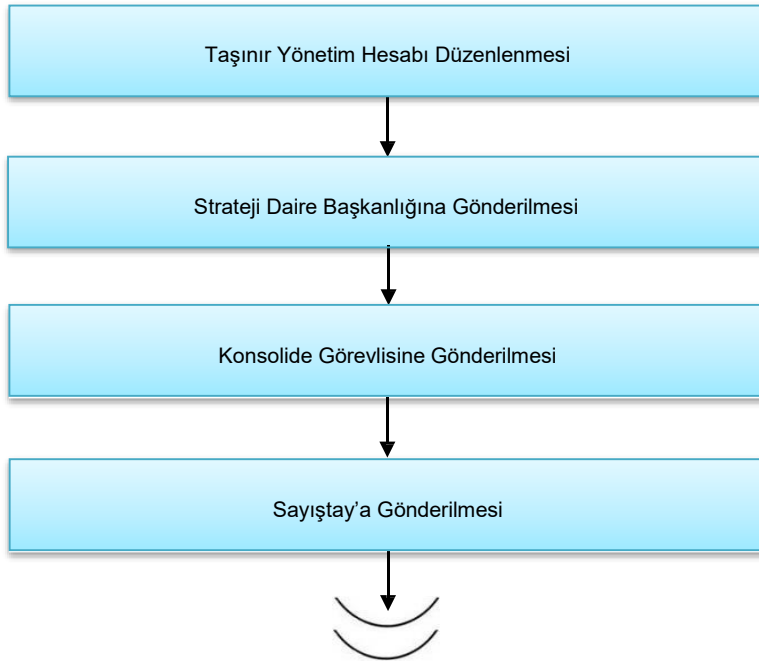 Taşınır Yönetim Hesabı Düzenlenmesi
Strateji Daire Başkanlığına Gönderilmesi
Konsolide Görevlisine Gönderilmesi
Sayıştay’a Gönderilmesi